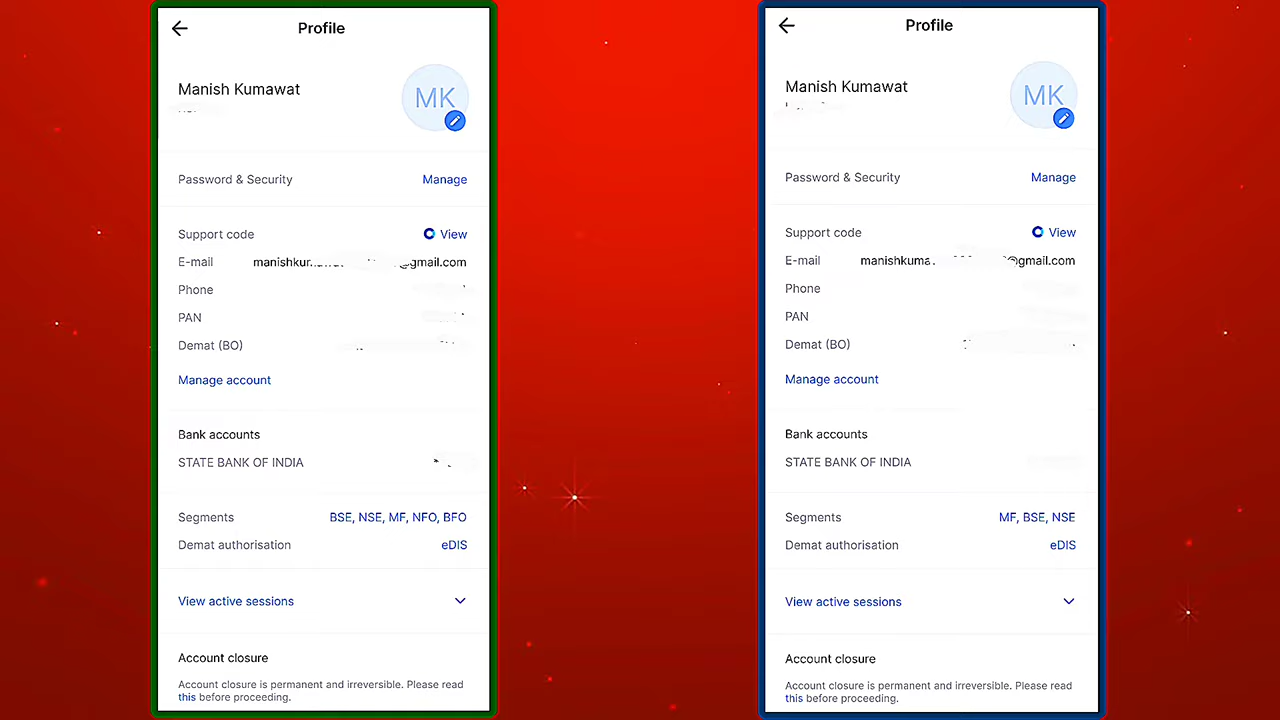 Profile
Manish Kumawat
MK
Password & Security Manage
Support code View
E-mail @gmail.com
Phone
PAN
Demat (BO)
Manage account
Bank accounts
STATE BANK OF INDIA
Segments BSE, NSE, MF, NFO, BFO
Demat authorisation eDIS
View active sessions
Account closure
Account closure is permanent and irreversible. Please read
this before proceeding.
Profile
Manish Kumawat
MK
Password & Security Manage
Support code View
E-mail @gmail.com
Phone
PAN
Demat (BO)
Manage account
Bank accounts
STATE BANK OF INDIA
Segments MF, BSE, NSE
Demat authorisation eDIS
View active sessions
Account closure
Account closure is permanent and irreversible. Please read
this before proceeding.